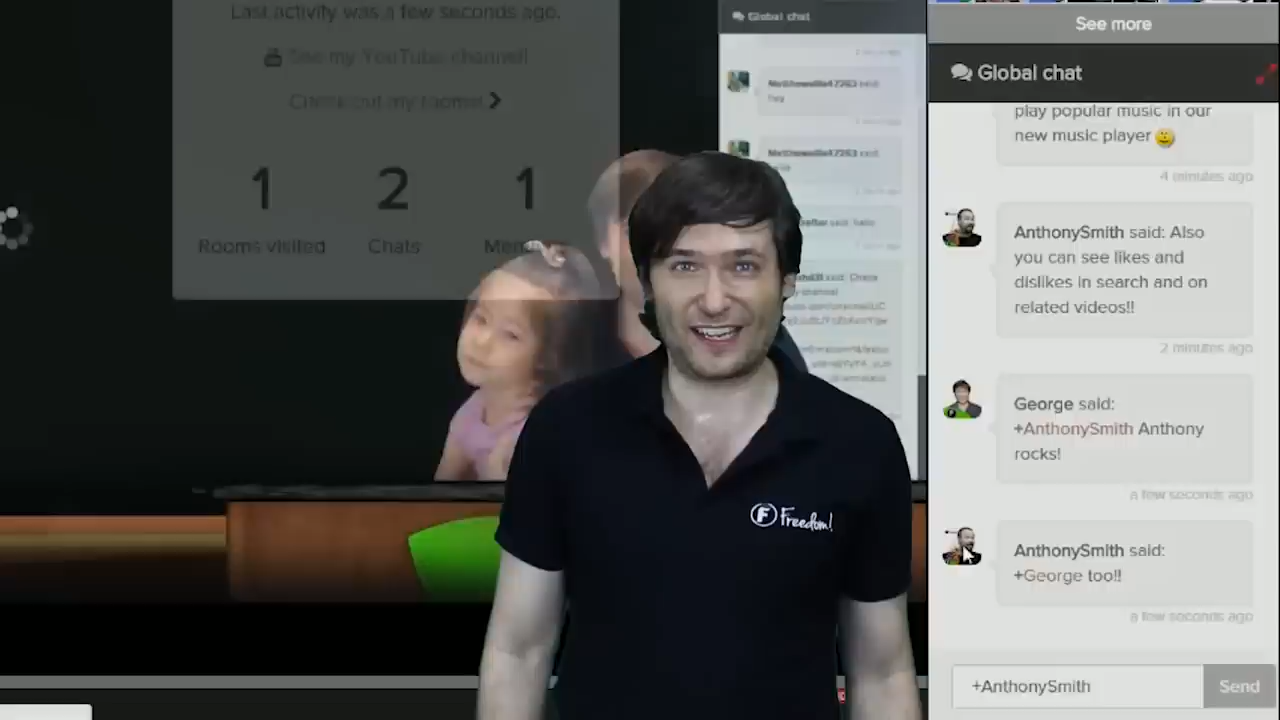 Last activity was a few seconds ago.
See my YouTube channel!
Check out my rooms!
1
2
1
Rooms visited
Chats
Global chat
Matthewellis47263 said:
hey
Freedom!
See more
Global chat
play popular music in our
new music player
4 minutes ago
AnthonySmith said: Also
you can see likes and
dislikes in search and on
related videos!!
2 minutes ago
George said:
+AnthonySmith Anthony
rocks!
a few seconds ago
AnthonySmith said:
+George too!!
a few seconds ago
+AnthonySmith
Send